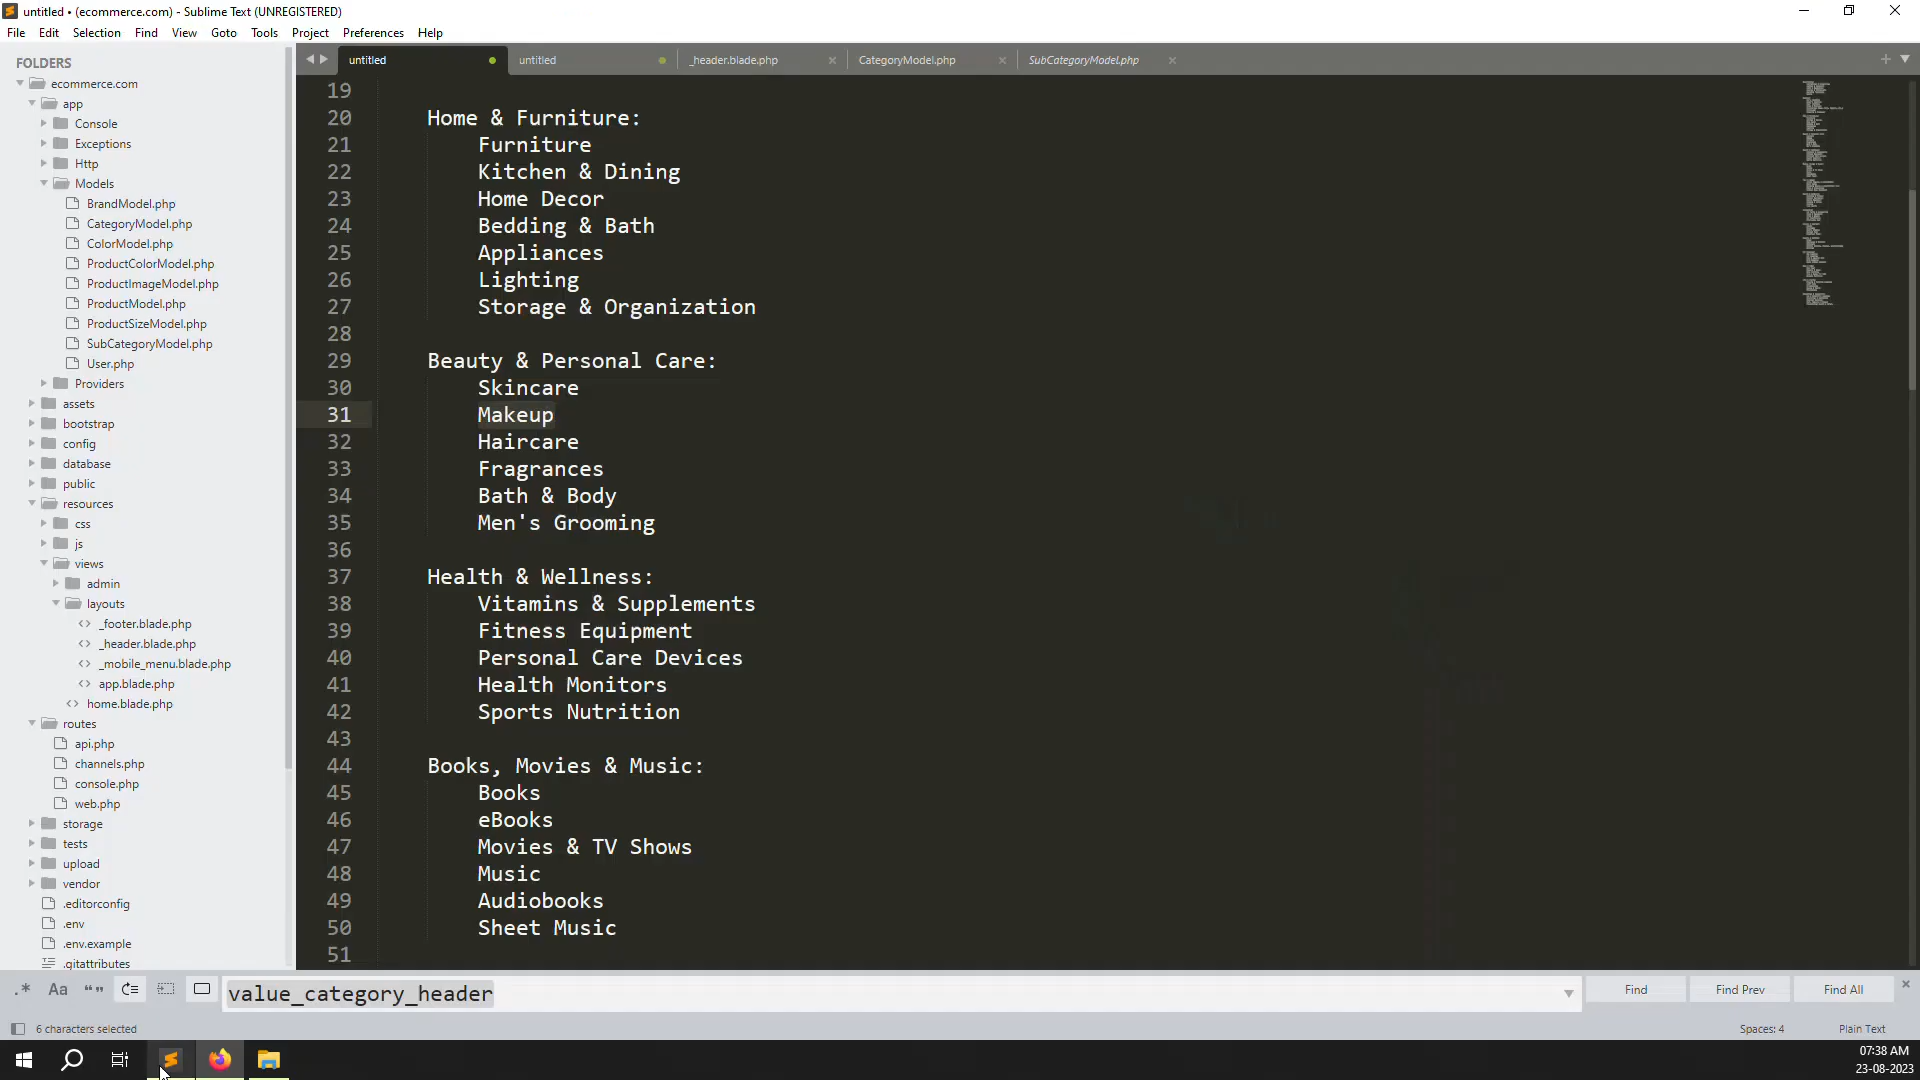 untitled • (ecommerce.com) - Sublime Text (UNREGISTERED)
File Edit Selection Find View Goto Tools Project Preferences Help
FOLDERS
ecommerce.com
app
Console
Exceptions
Http
Models
BrandModel.php
CategoryModel.php
ColorModel.php
ProductColorModel.php
ProductImageModel.php
ProductModel.php
ProductSizeModel.php
SubCategoryModel.php
User.php
Providers
assets
bootstrap
config
database
public
resources
css
js
views
admin
layouts
_footer.blade.php
_header.blade.php
_mobile_menu.blade.php
app.blade.php
home.blade.php
routes
api.php
channels.php
console.php
web.php
storage
tests
upload
vendor
.editorconfig
.env
.env.example
.gitattributes
untitled untitled _header.blade.php CategoryModel.php SubCategoryModel.php
19
20 Home & Furniture:
21 Furniture
22 Kitchen & Dining
23 Home Decor
24 Bedding & Bath
25 Appliances
26 Lighting
27 Storage & Organization
28
29 Beauty & Personal Care:
30 Skincare
31 Makeup
32 Haircare
33 Fragrances
34 Bath & Body
35 Men's Grooming
36
37 Health & Wellness:
38 Vitamins & Supplements
39 Fitness Equipment
40 Personal Care Devices
41 Health Monitors
42 Sports Nutrition
43
44 Books, Movies & Music:
45 Books
46 eBooks
47 Movies & TV Shows
48 Music
49 Audiobooks
50 Sheet Music
51
.* Aa “” value_category_header Find Find Prev Find All
6 characters selected Spaces: 4 Plain Text
07:38 AM
23-08-2023